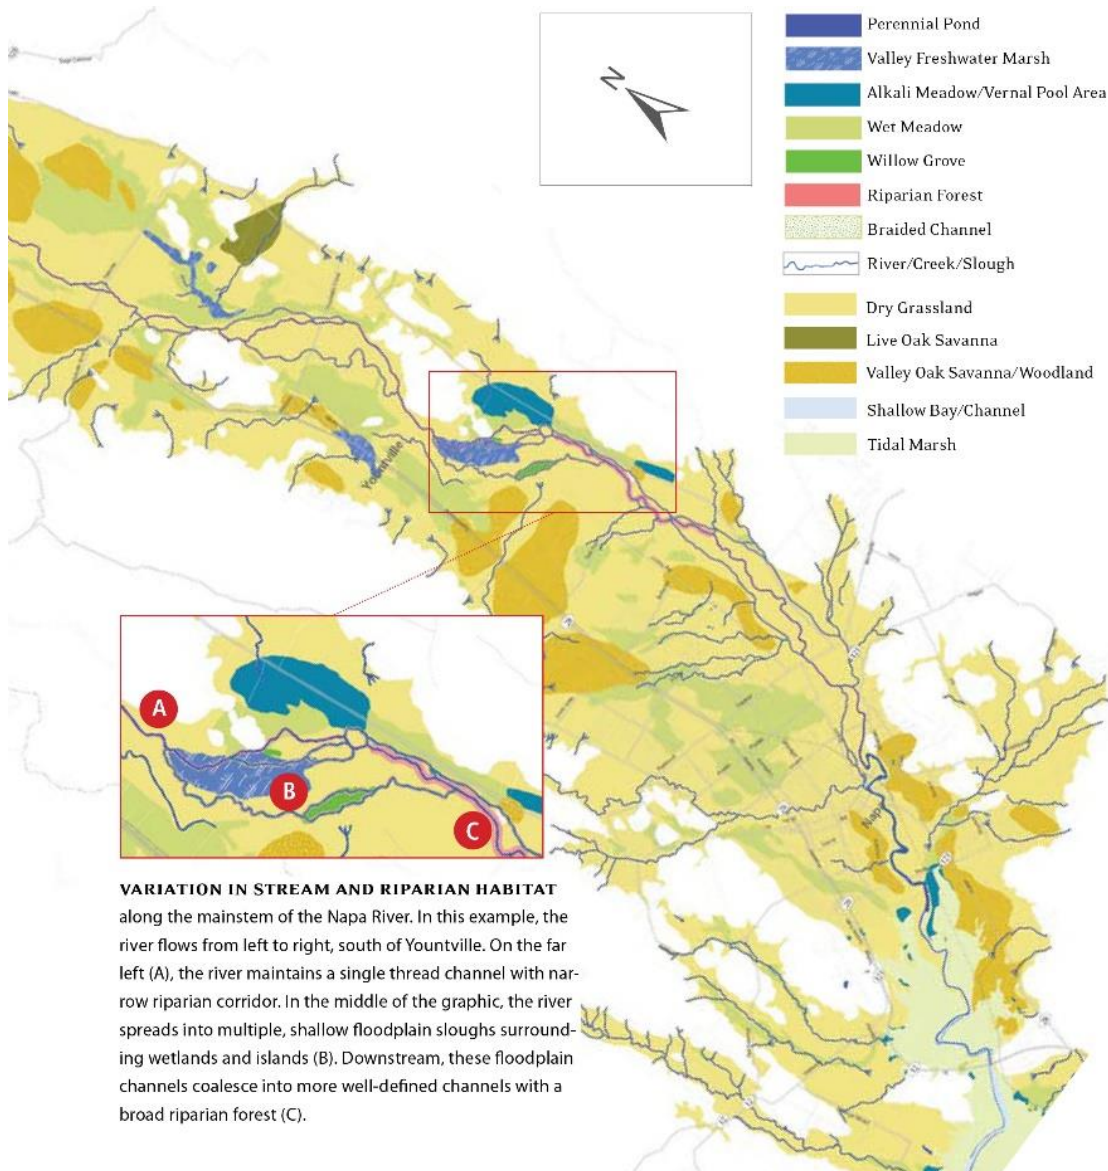 N
Perennial Pond
Valley Freshwater Marsh
Alkali Meadow/Vernal Pool Area
Wet Meadow
Willow Grove
Riparian Forest
Braided Channel
River/Creek/Slough
Dry Grassland
Live Oak Savanna
Valley Oak Savanna/Woodland
Shallow Bay/Channel
Tidal Marsh
Yountville
29
121
Napa
A
B
C
VARIATION IN STREAM AND RIPARIAN HABITAT
along the mainstem of the Napa River. In this example, the
river flows from left to right, south of Yountville. On the far
left (A), the river maintains a single thread channel with nar-
row riparian corridor. In the middle of the graphic, the river
spreads into multiple, shallow floodplain sloughs surround-
ing wetlands and islands (B). Downstream, these floodplain
channels coalesce into more well-defined channels with a
broad riparian forest (C).